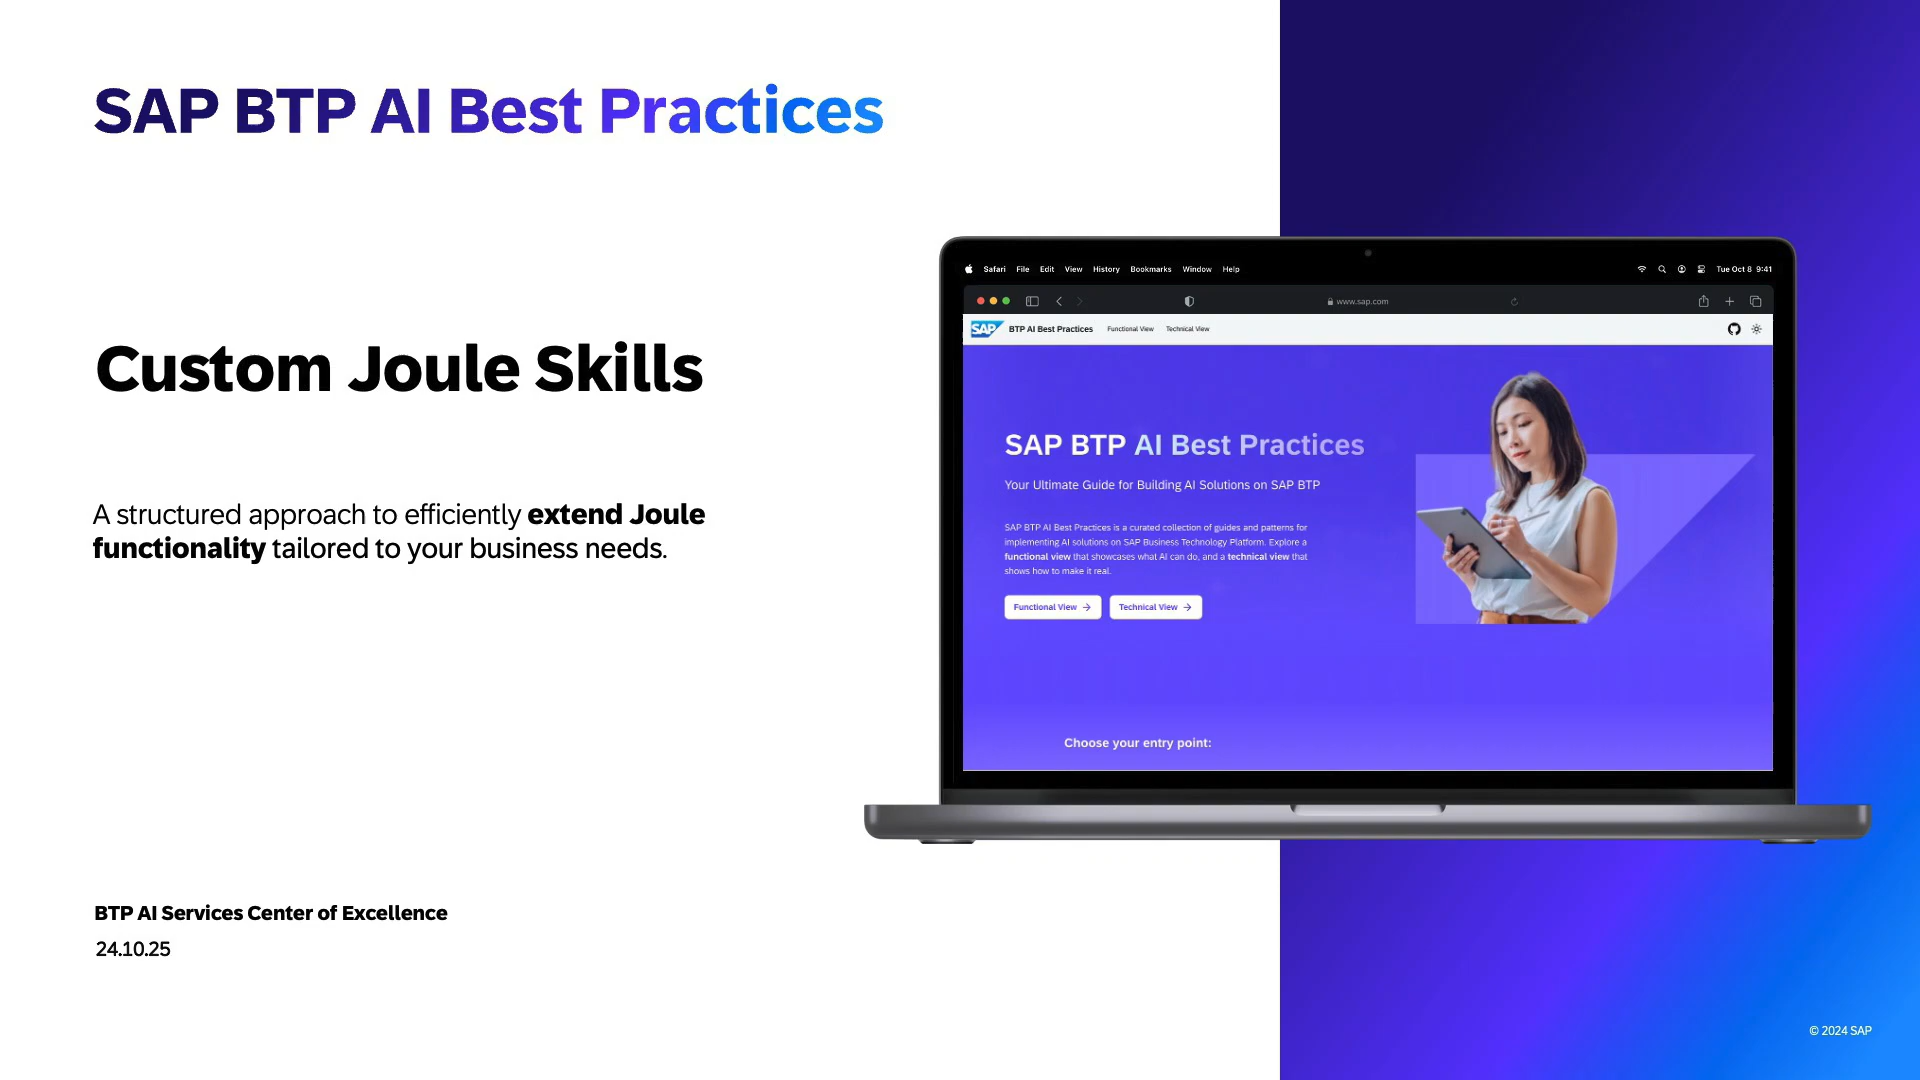 SAP BTP AI Best Practices
Custom Joule Skills
A structured approach to efficiently extend Joule
functionality tailored to your business needs.
BTP AI Services Center of Excellence
24.10.25
Safari File Edit View History Bookmarks Window Help
Tue Oct 8 9:41
www.sap.com
SAP BTP AI Best Practices Functional View Technical View
SAP BTP AI Best Practices
Your Ultimate Guide for Building AI Solutions on SAP BTP
SAP BTP AI Best Practices is a curated collection of guides and patterns for
implementing AI solutions on SAP Business Technology Platform. Explore a
functional view that showcases what AI can do, and a technical view that
shows how to make it real.
Functional View → Technical View →
Choose your entry point:
© 2024 SAP